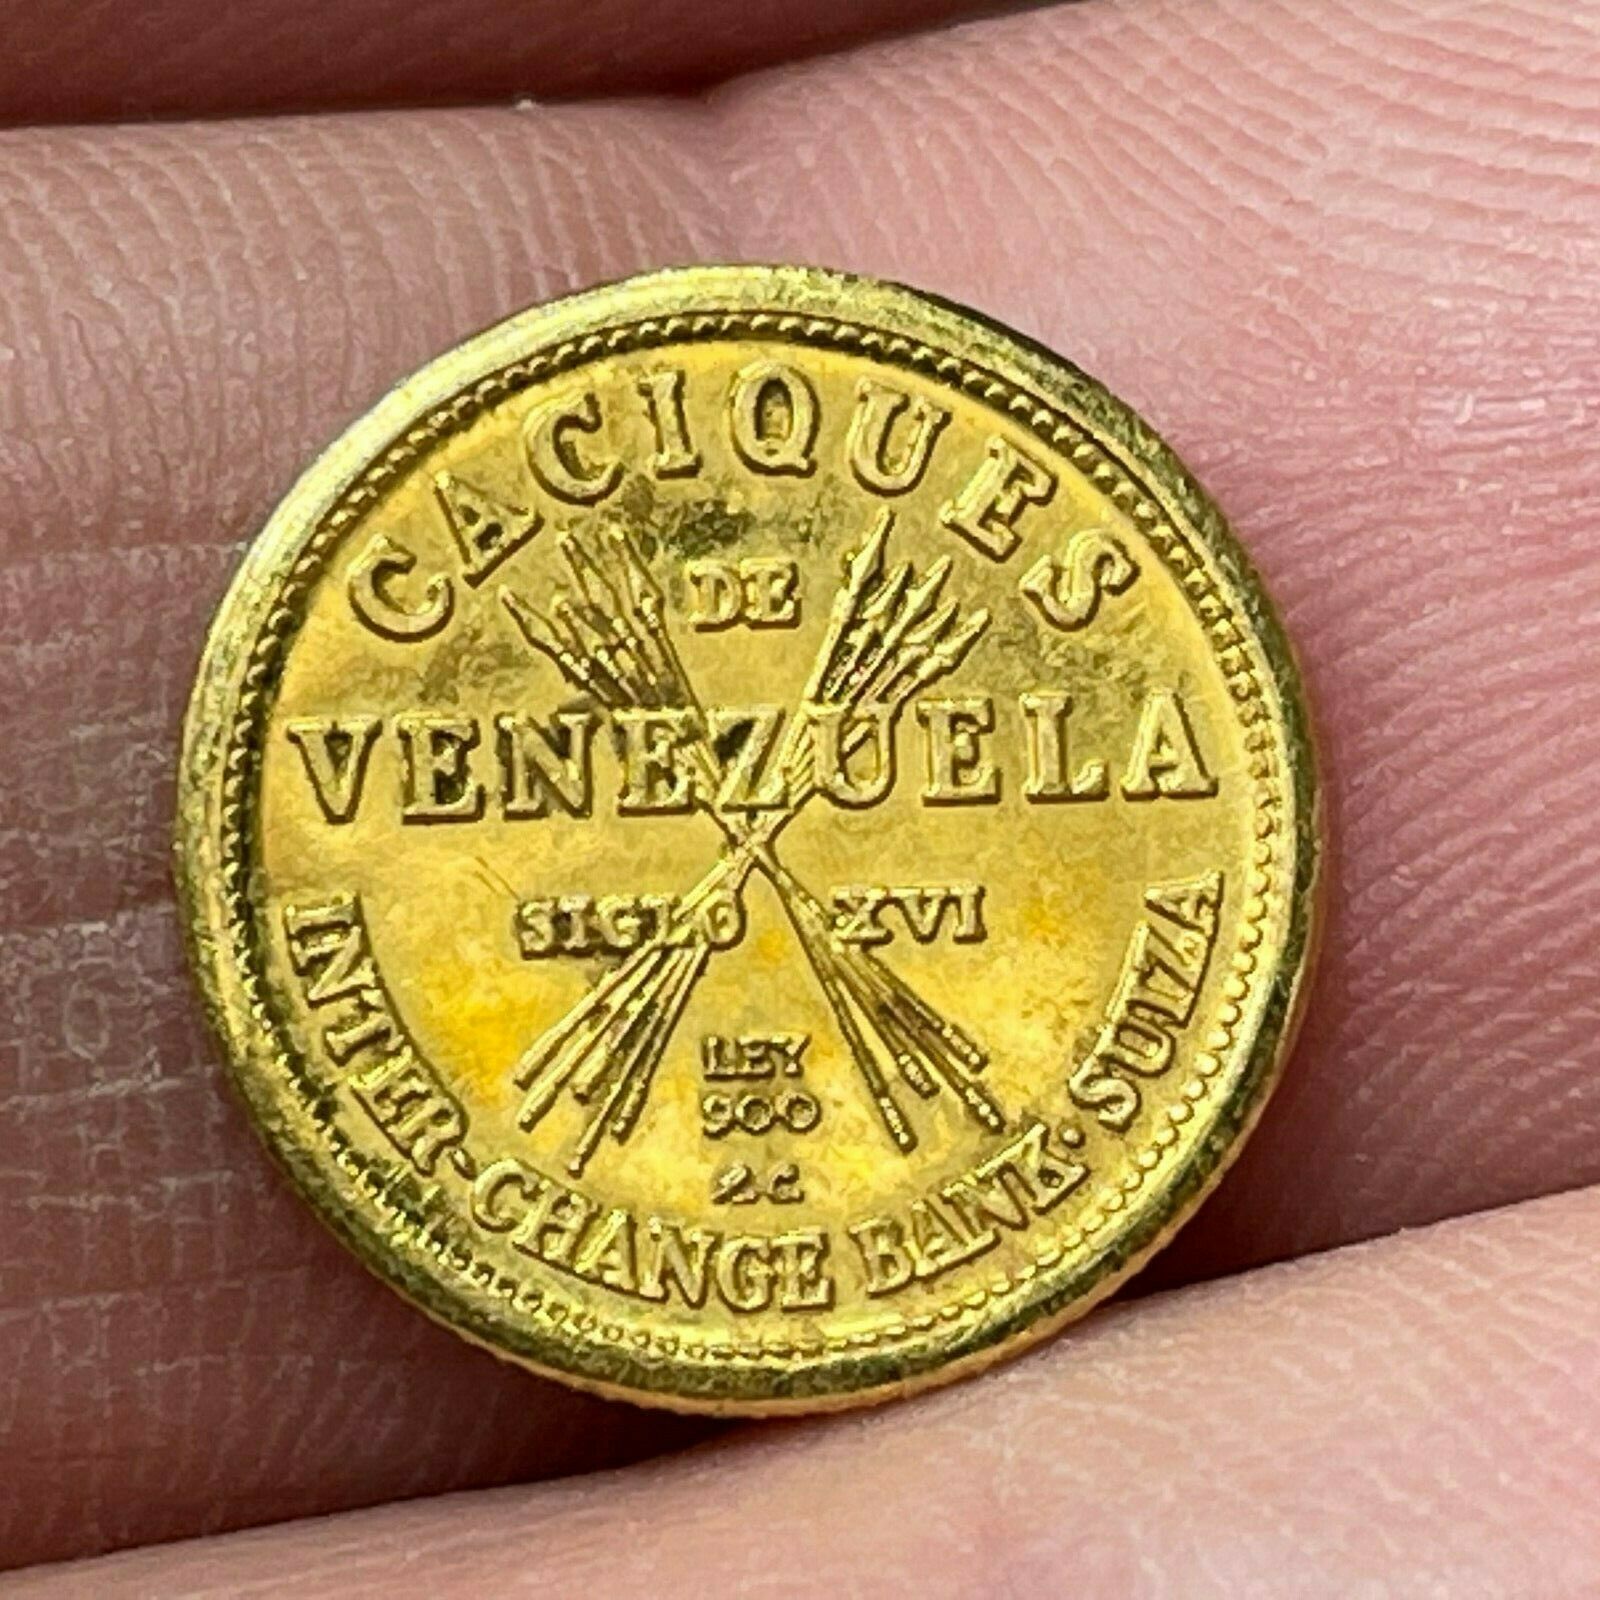 CACIQUES
DE
VENEZUELA
SIGLO XVI
LEY
900
INTER-CHANGE BANK · SUIZA